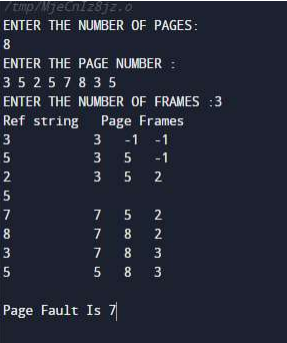 /tmp/MjeCnlz8jz.o
ENTER THE NUMBER OF PAGES:
8
ENTER THE PAGE NUMBER :
3 5 2 5 7 8 3 5
ENTER THE NUMBER OF FRAMES :3
Ref string Page Frames
3 3 -1 -1
5 3 5 -1
2 3 5 2
5
7 7 5 2
8 7 8 2
3 7 8 3
5 5 8 3
Page Fault Is 7